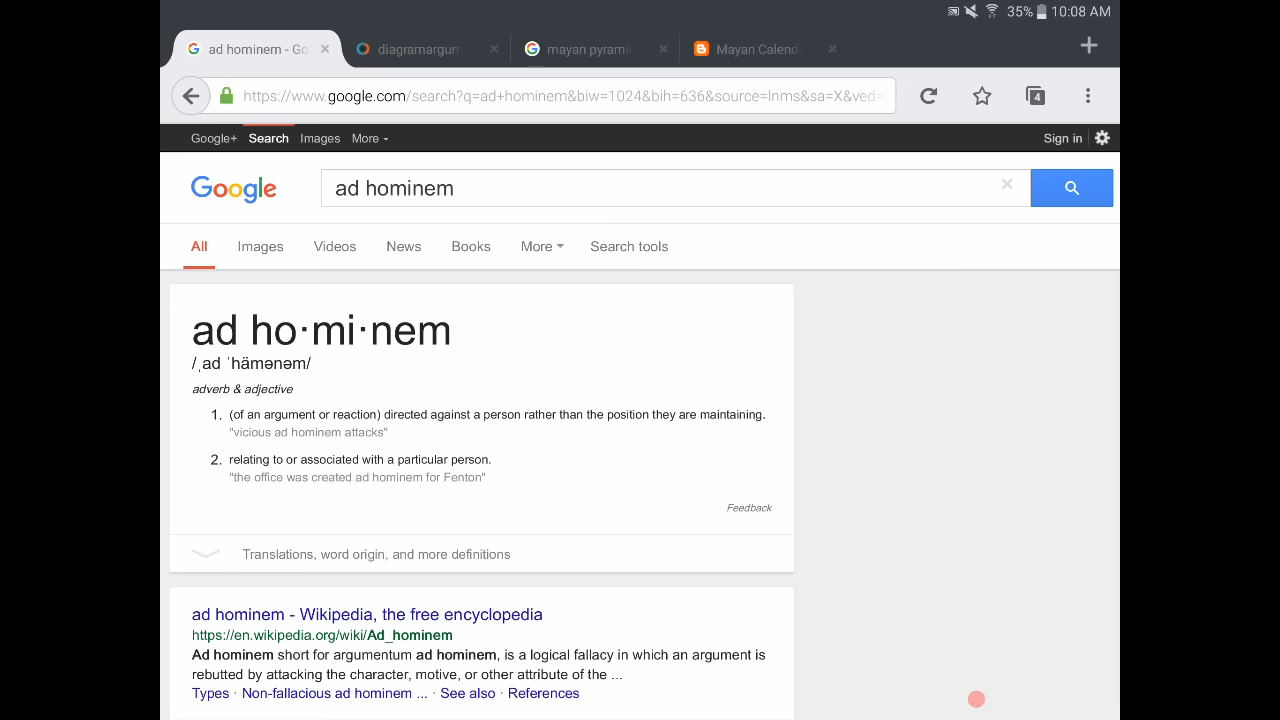 35% 10:08 AM
ad hominem - Go
diagramargum
mayan pyrami
Mayan Calend
https://www.google.com/search?q=ad+hominem&biw=1024&bih=636&source=lnms&sa=X&ved=
4
Google+ Search Images More
Sign in
Google
ad hominem
All Images Videos News Books More Search tools
ad ho·mi·nem
/ˌad ˈhämənəm/
adverb & adjective
1. (of an argument or reaction) directed against a person rather than the position they are maintaining.
"vicious ad hominem attacks"
2. relating to or associated with a particular person.
"the office was created ad hominem for Fenton"
Feedback
Translations, word origin, and more definitions
ad hominem - Wikipedia, the free encyclopedia
https://en.wikipedia.org/wiki/Ad_hominem
Ad hominem short for argumentum ad hominem, is a logical fallacy in which an argument is
rebutted by attacking the character, motive, or other attribute of the ...
Types · Non-fallacious ad hominem ... · See also · References